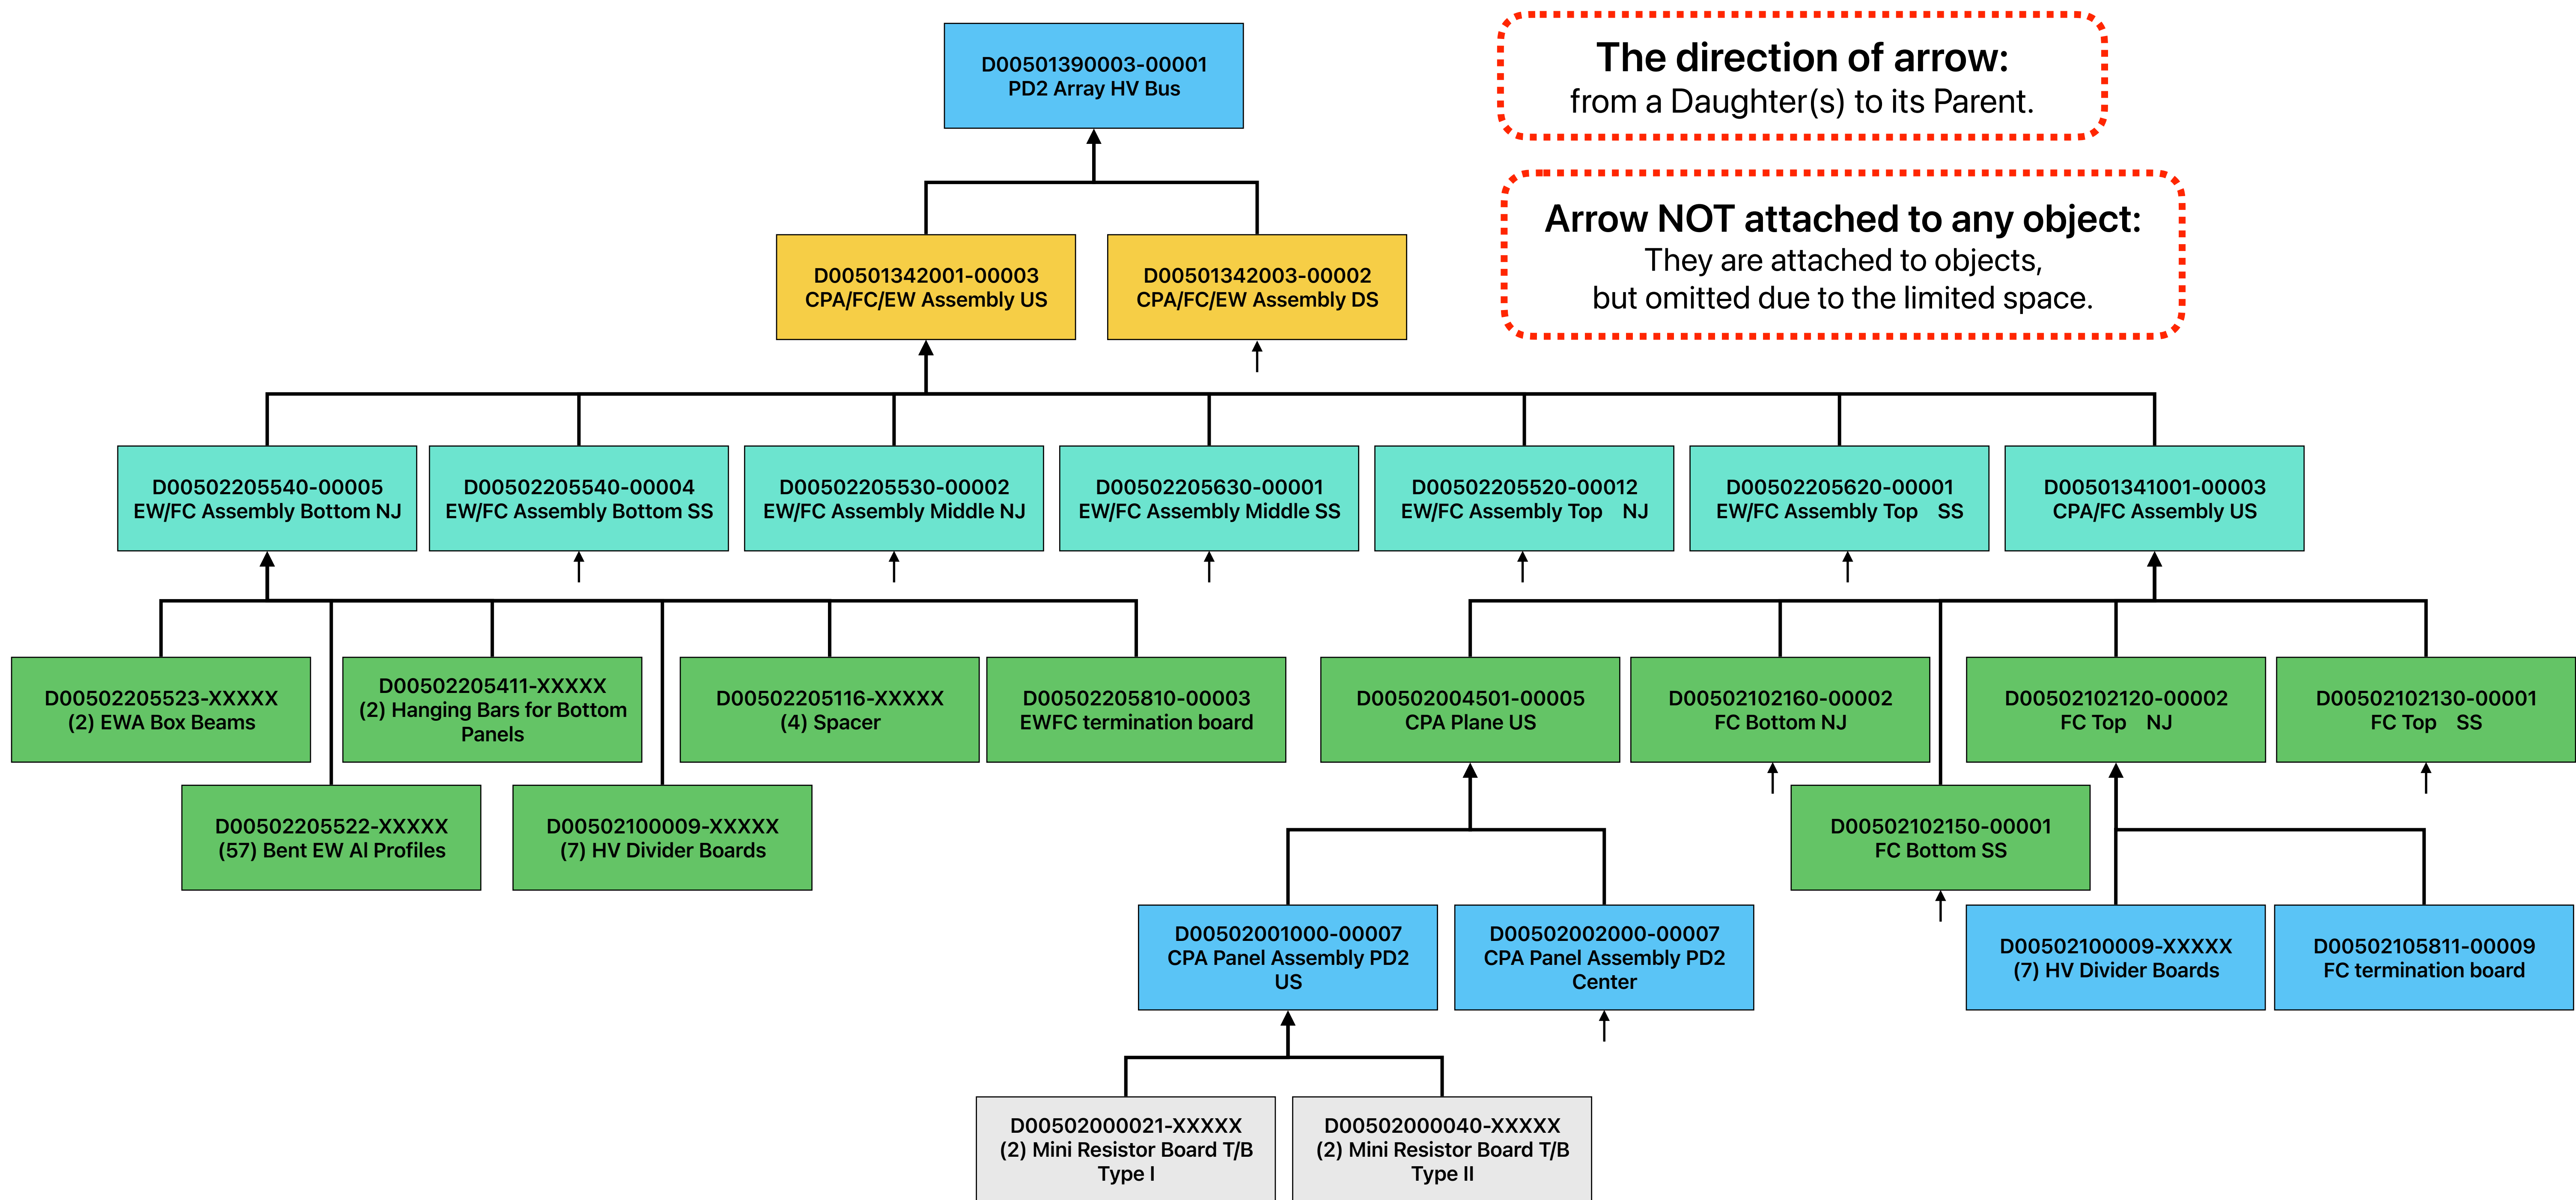 D00501390003-00001
PD2 Array HV Bus
The direction of arrow:
from a Daughter(s) to its Parent.
Arrow NOT attached to any object:
They are attached to objects,
but omitted due to the limited space.
D00501342001-00003
CPA/FC/EW Assembly US
D00501342003-00002
CPA/FC/EW Assembly DS
D00502205540-00005
EW/FC Assembly Bottom NJ
D00502205540-00004
EW/FC Assembly Bottom SS
D00502205530-00002
EW/FC Assembly Middle NJ
D00502205630-00001
EW/FC Assembly Middle SS
D00502205520-00012
EW/FC Assembly Top NJ
D00502205620-00001
EW/FC Assembly Top SS
D00501341001-00003
CPA/FC Assembly US
D00502205523-XXXXX
(2) EWA Box Beams
D00502205411-XXXXX
(2) Hanging Bars for Bottom
Panels
D00502205116-XXXXX
(4) Spacer
D00502205810-00003
EWFC termination board
D00502004501-00005
CPA Plane US
D00502102160-00002
FC Bottom NJ
D00502102120-00002
FC Top NJ
D00502102130-00001
FC Top SS
D00502205522-XXXXX
(57) Bent EW Al Profiles
D00502100009-XXXXX
(7) HV Divider Boards
D00502102150-00001
FC Bottom SS
D00502001000-00007
CPA Panel Assembly PD2
US
D00502002000-00007
CPA Panel Assembly PD2
Center
D00502100009-XXXXX
(7) HV Divider Boards
D00502105811-00009
FC termination board
D00502000021-XXXXX
(2) Mini Resistor Board T/B
Type I
D00502000040-XXXXX
(2) Mini Resistor Board T/B
Type II